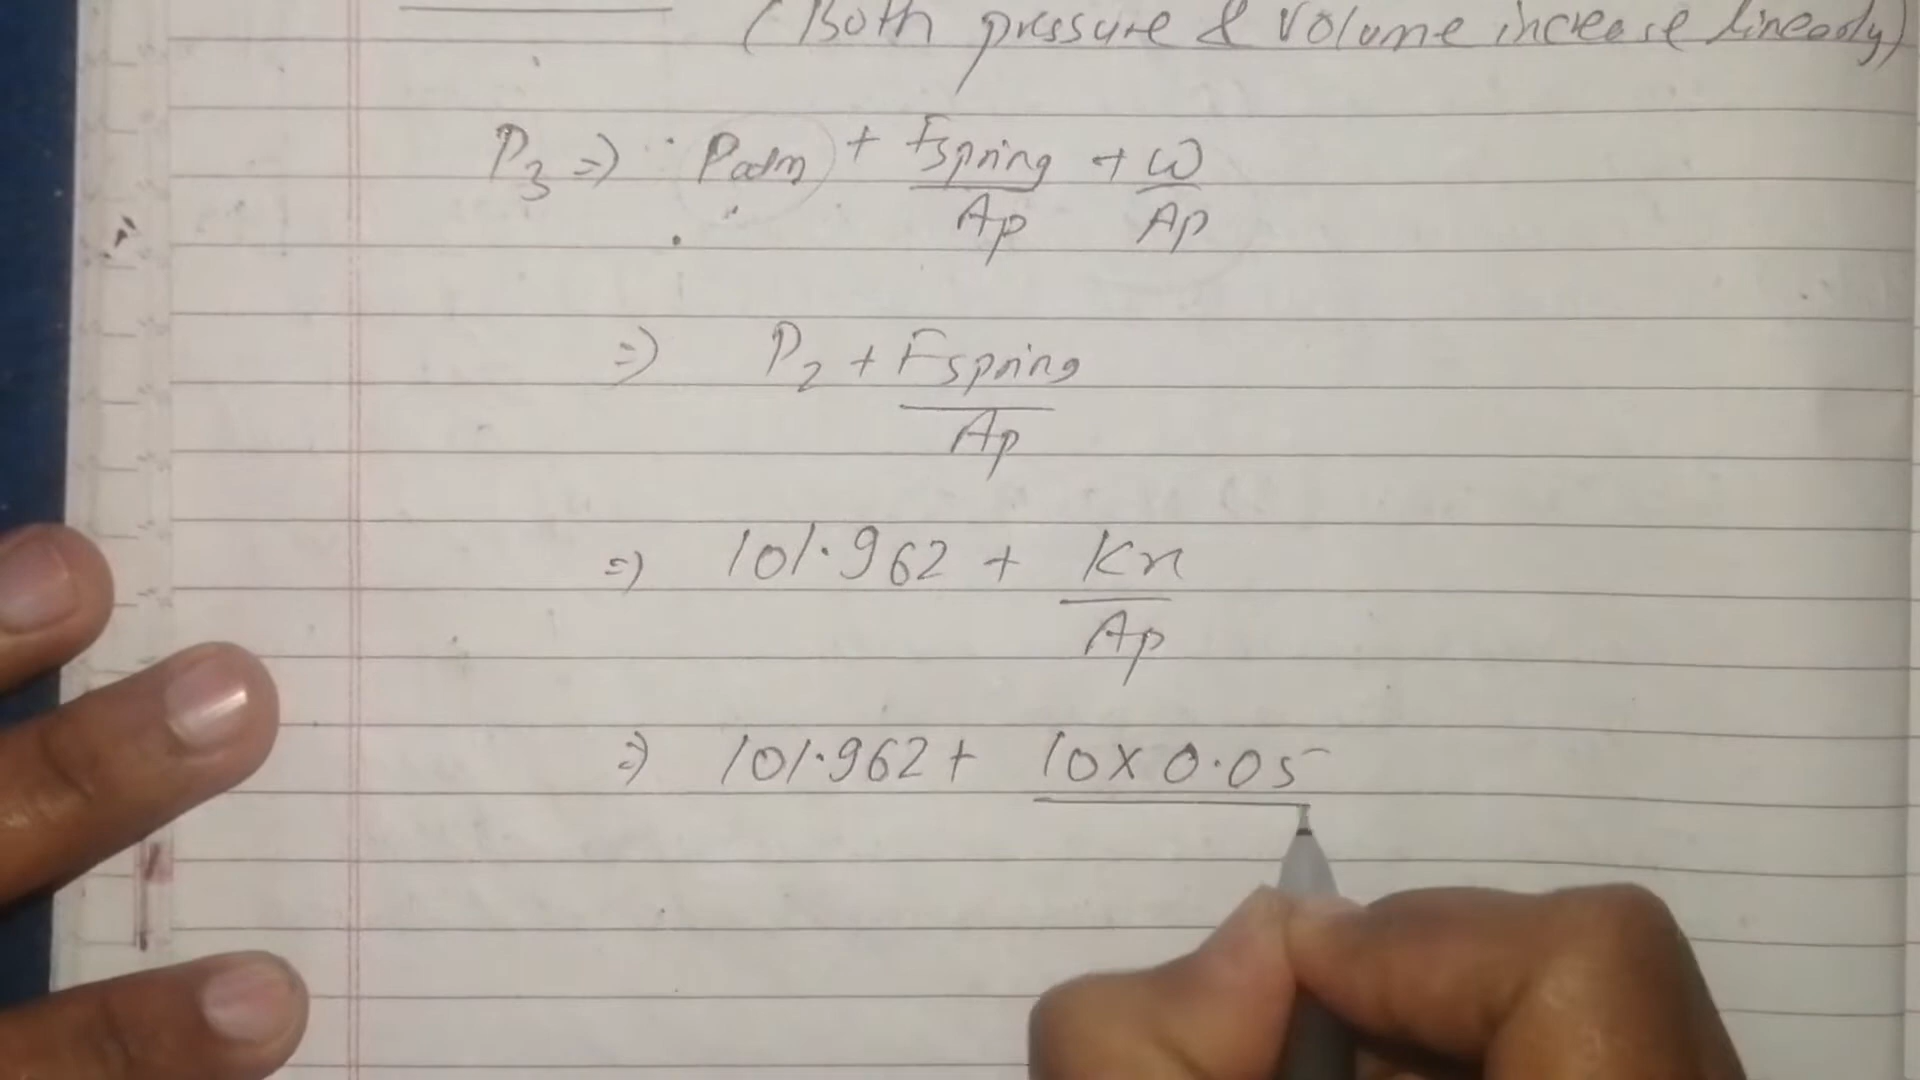 (Both pressure & volume increase linearly)
P3 => Patm + Fspring/Ap + W/Ap
=> P2 + Fspring/Ap
=> 101.962 + Kx/Ap
=> 101.962 + 10 x 0.05